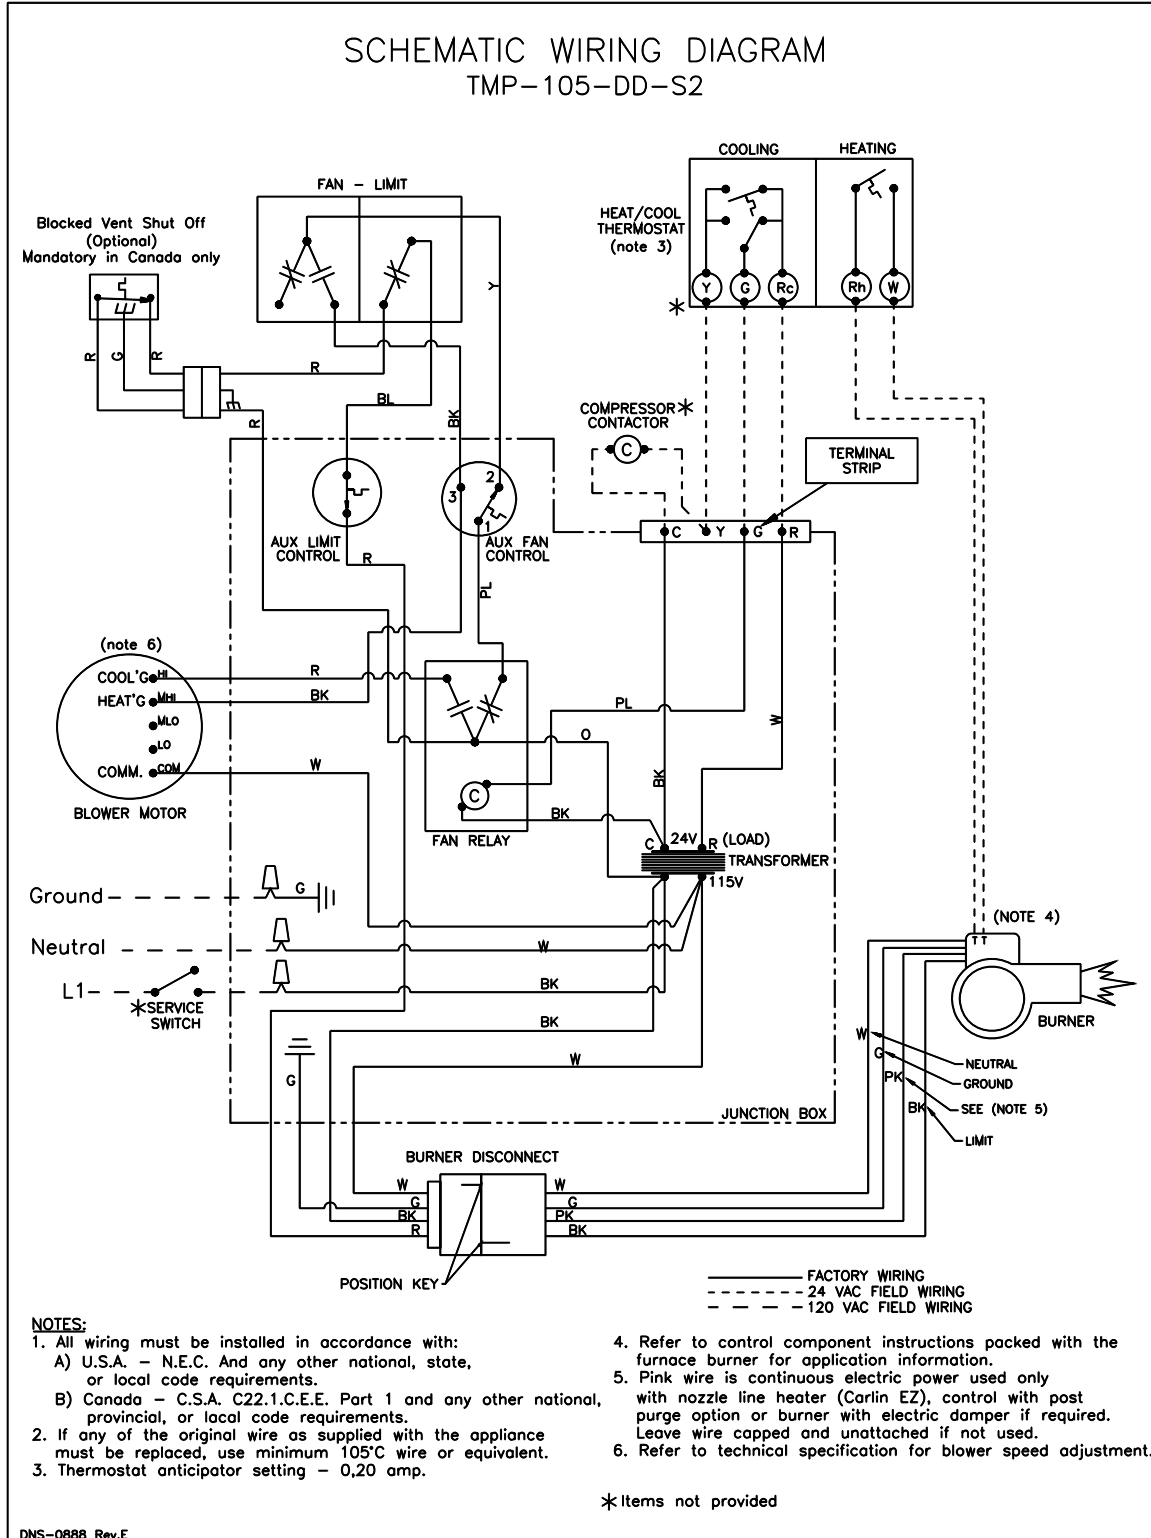 SCHEMATIC WIRING DIAGRAM
TMP-105-DD-S2
COOLING
HEATING
FAN - LIMIT
HEAT/COOL
THERMOSTAT
(note 3)
Blocked Vent Shut Off
(Optional)
Mandatory in Canada only
Y
G
Rc
Rh
W
*
Y
R
G
R
R
BL
BK
R
COMPRESSOR*
CONTACTOR
C
TERMINAL
STRIP
3
2
1
AUX LIMIT
CONTROL
AUX FAN
CONTROL
C
Y
G
R
R
PL
(note 6)
COOL'G
HI
HEAT'G
MHI
MLO
LO
COMM.
COM
BLOWER MOTOR
R
BK
W
PL
O
W
BK
C
BK
FAN RELAY
C
24V
R
(LOAD)
TRANSFORMER
115V
Ground
G
Neutral
W
L1
BK
*SERVICE
SWITCH
BK
W
G
(NOTE 4)
T T
BURNER
W
NEUTRAL
G
GROUND
PK
SEE (NOTE 5)
BK
LIMIT
JUNCTION BOX
BURNER DISCONNECT
W
W
G
G
BK
PK
R
BK
POSITION KEY
FACTORY WIRING
24 VAC FIELD WIRING
120 VAC FIELD WIRING
NOTES:
1. All wiring must be installed in accordance with:
A) U.S.A. - N.E.C. And any other national, state,
or local code requirements.
B) Canada - C.S.A. C22.1.C.E.E. Part 1 and any other national,
provincial, or lacal code requirements.
2. If any of the original wire as supplied with the appliance
must be replaced, use minimum 105°C wire or equivalent.
3. Thermostat anticipator setting - 0,20 amp.
4. Refer to control component instructions packed with the
furnace burner for application information.
5. Pink wire is continuous electric power used only
with nozzle line heater (Carlin EZ), control with post
purge option or burner with electric damper if required.
Leave wire capped and unattached if not used.
6. Refer to technical specification for blower speed adjustment.
* Items not provided
DNS-0888 Rev.E